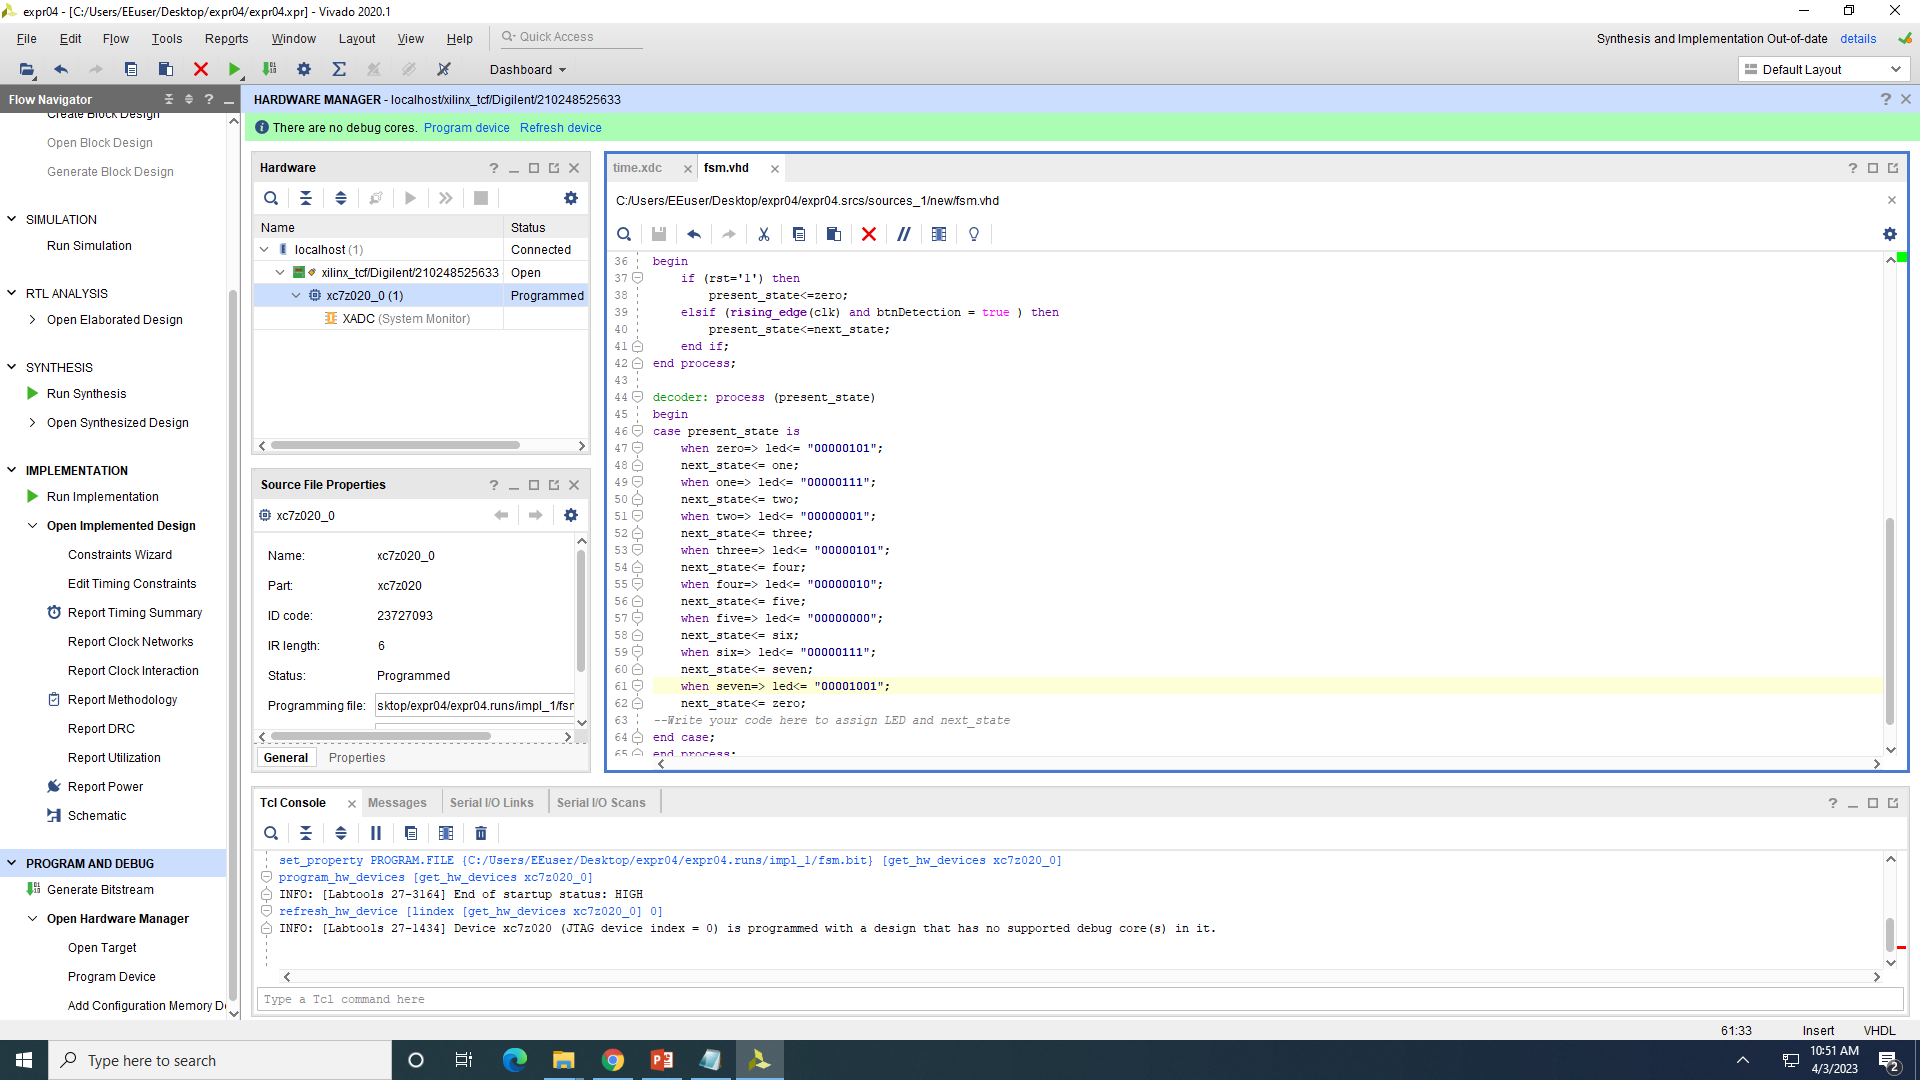 expr04 - [C:/Users/EEuser/Desktop/expr04/expr04.xpr] - Vivado 2020.1
File Edit Flow Tools Reports Window Layout View Help Quick Access
Synthesis and Implementation Out-of-date details
Dashboard
Default Layout
Flow Navigator
Create Block Design
Open Block Design
Generate Block Design
SIMULATION
Run Simulation
RTL ANALYSIS
Open Elaborated Design
SYNTHESIS
Run Synthesis
Open Synthesized Design
IMPLEMENTATION
Run Implementation
Open Implemented Design
Constraints Wizard
Edit Timing Constraints
Report Timing Summary
Report Clock Networks
Report Clock Interaction
Report Methodology
Report DRC
Report Utilization
Report Power
Schematic
PROGRAM AND DEBUG
Generate Bitstream
Open Hardware Manager
Open Target
Program Device
Add Configuration Memory De
HARDWARE MANAGER - localhost/xilinx_tcf/Digilent/210248525633
There are no debug cores. Program device Refresh device
Hardware
Name Status
localhost (1) Connected
xilinx_tcf/Digilent/210248525633 Open
xc7z020_0 (1) Programmed
XADC (System Monitor)
Source File Properties
xc7z020_0
Name: xc7z020_0
Part: xc7z020
ID code: 23727093
IR length: 6
Status: Programmed
Programming file: sktop/expr04/expr04.runs/impl_1/fsm
General Properties
time.xdc fsm.vhd
C:/Users/EEuser/Desktop/expr04/expr04.srcs/sources_1/new/fsm.vhd
36 begin
37 if (rst='1') then
38 present_state<=zero;
39 elsif (rising_edge(clk) and btnDetection = true ) then
40 present_state<=next_state;
41 end if;
42 end process;
43
44 decoder: process (present_state)
45 begin
46 case present_state is
47 when zero=> led<= "00000101";
48 next_state<= one;
49 when one=> led<= "00000111";
50 next_state<= two;
51 when two=> led<= "00000001";
52 next_state<= three;
53 when three=> led<= "00000101";
54 next_state<= four;
55 when four=> led<= "00000010";
56 next_state<= five;
57 when five=> led<= "00000000";
58 next_state<= six;
59 when six=> led<= "00000111";
60 next_state<= seven;
61 when seven=> led<= "00001001";
62 next_state<= zero;
63 --Write your code here to assign LED and next_state
64 end case;
65 end process;
Tcl Console Messages Serial I/O Links Serial I/O Scans
set_property PROGRAM.FILE {C:/Users/EEuser/Desktop/expr04/expr04.runs/impl_1/fsm.bit} [get_hw_devices xc7z020_0]
program_hw_devices [get_hw_devices xc7z020_0]
INFO: [Labtools 27-3164] End of startup status: HIGH
refresh_hw_device [lindex [get_hw_devices xc7z020_0] 0]
INFO: [Labtools 27-1434] Device xc7z020 (JTAG device index = 0) is programmed with a design that has no supported debug core(s) in it.
Type a Tcl command here
61:33 Insert VHDL
Type here to search
10:51 AM
4/3/2023
2